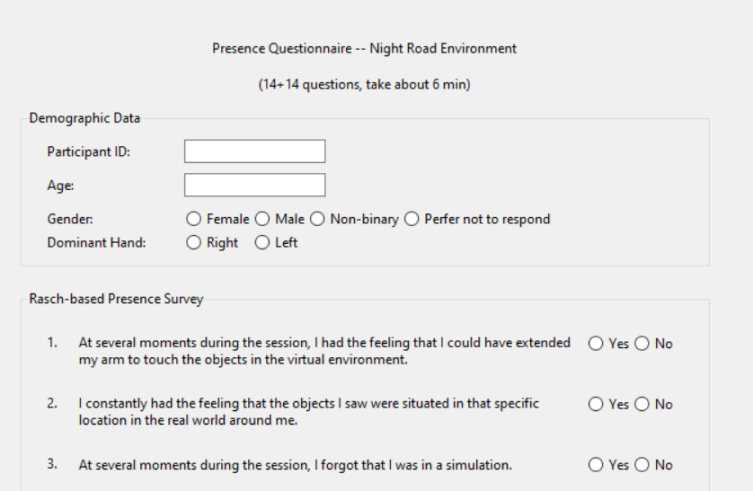 Presence Questionnaire -- Night Road Environment
(14+14 questions, take about 6 min)
Demographic Data
Participant ID:
Age:
Gender: Female Male Non-binary Perfer not to respond
Dominant Hand: Right Left
Rasch-based Presence Survey
1. At several moments during the session, I had the feeling that I could have extended Yes No
my arm to touch the objects in the virtual environment.
2. I constantly had the feeling that the objects I saw were situated in that specific Yes No
location in the real world around me.
3. At several moments during the session, I forgot that I was in a simulation. Yes No